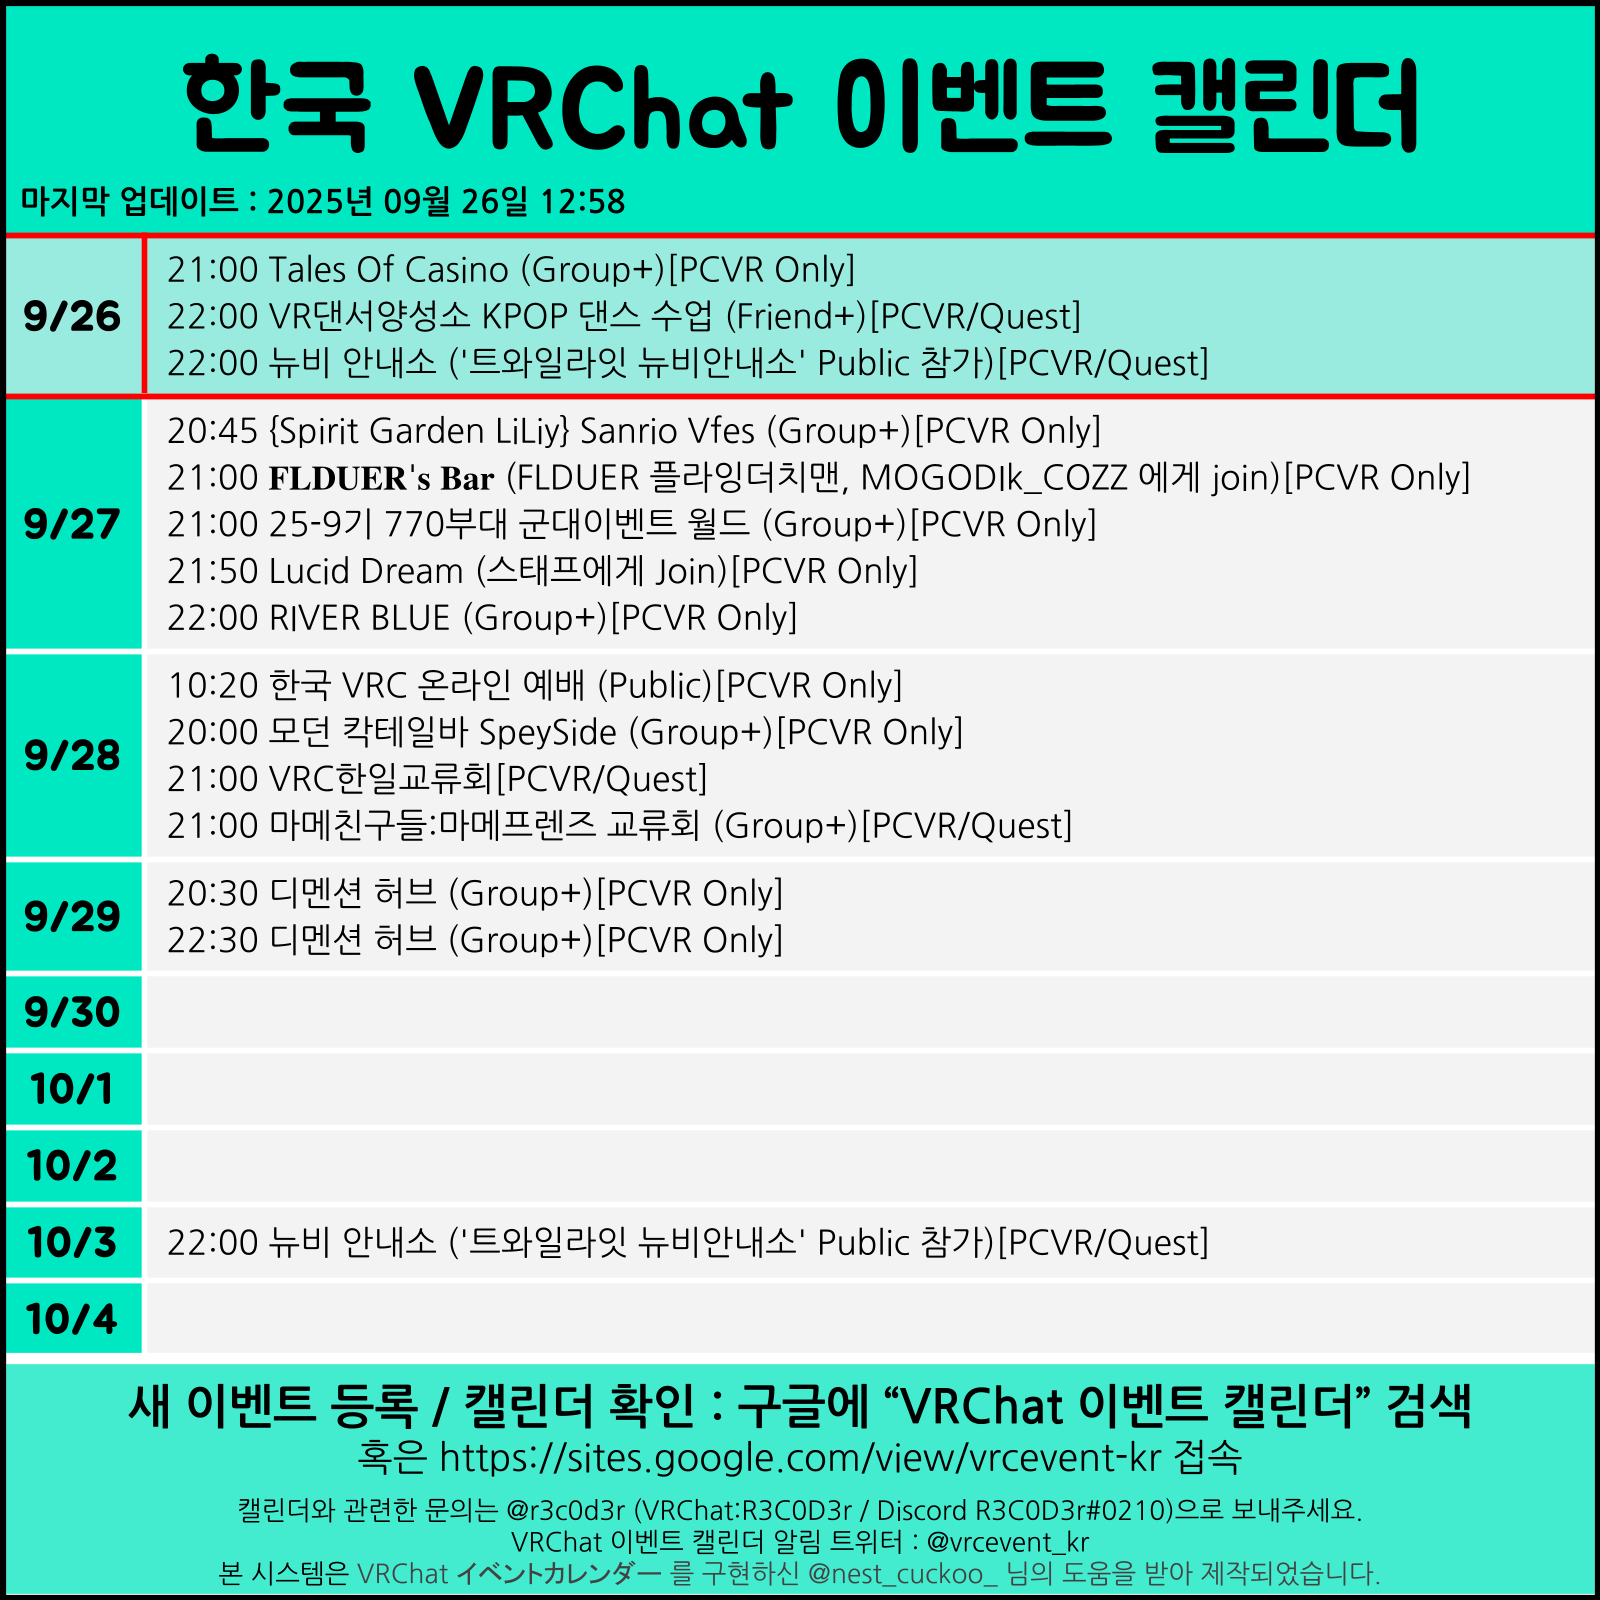 한국 VRChat 이벤트 캘린더
마지막 업데이트 : 2025년 09월 26일 12:58
9/26
21:00 Tales Of Casino (Group+)[PCVR Only]
22:00 VR댄서양성소 KPOP 댄스 수업 (Friend+)[PCVR/Quest]
22:00 뉴비 안내소 ('트와일라잇 뉴비안내소' Public 참가)[PCVR/Quest]
9/27
20:45 {Spirit Garden LiLiy} Sanrio Vfes (Group+)[PCVR Only]
21:00 𝐅𝐋𝐃𝐔𝐄𝐑'𝐬 𝐁𝐚𝐫 (FLDUER 플라잉더치맨, MOGODIk_COZZ 에게 join)[PCVR Only]
21:00 25-9기 770부대 군대이벤트 월드 (Group+)[PCVR Only]
21:50 Lucid Dream (스태프에게 Join)[PCVR Only]
22:00 RIVER BLUE (Group+)[PCVR Only]
9/28
10:20 한국 VRC 온라인 예배 (Public)[PCVR Only]
20:00 모던 칵테일바 SpeySide (Group+)[PCVR Only]
21:00 VRC한일교류회[PCVR/Quest]
21:00 마메친구들:마메프렌즈 교류회 (Group+)[PCVR/Quest]
9/29
20:30 디멘션 허브 (Group+)[PCVR Only]
22:30 디멘션 허브 (Group+)[PCVR Only]
9/30
10/1
10/2
10/3
22:00 뉴비 안내소 ('트와일라잇 뉴비안내소' Public 참가)[PCVR/Quest]
10/4
새 이벤트 등록 / 캘린더 확인 : 구글에 “VRChat 이벤트 캘린더” 검색
혹은 https://sites.google.com/view/vrcevent-kr 접속
캘린더와 관련한 문의는 @r3c0d3r (VRChat:R3C0D3r / Discord R3C0D3r#0210)으로 보내주세요.
VRChat 이벤트 캘린더 알림 트위터 : @vrcevent_kr
본 시스템은 VRChat イベントカレンダー 를 구현하신 @nest_cuckoo_ 님의 도움을 받아 제작되었습니다.